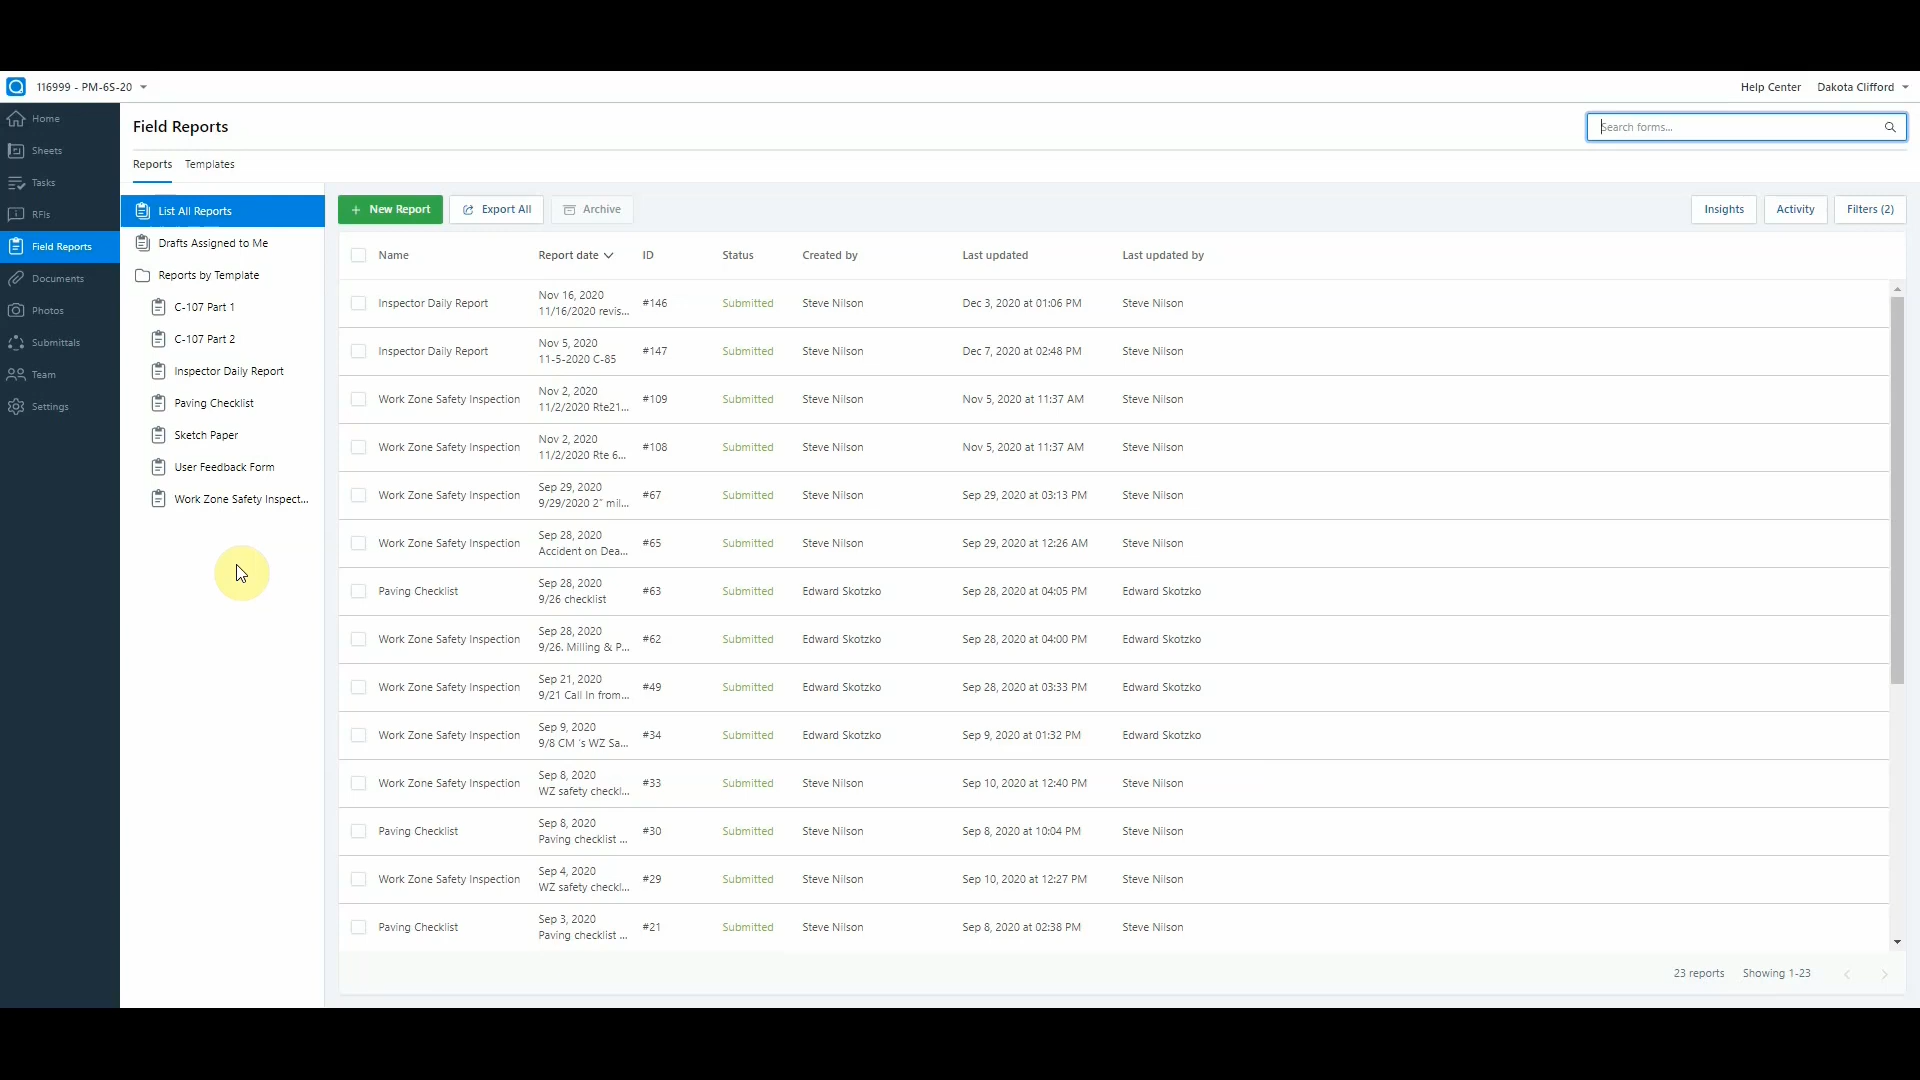 116999 - PM-6S-20
Help Center
Dakota Clifford
Home
Sheets
Tasks
RFIs
Field Reports
Documents
Photos
Submittals
Team
Settings
Field Reports
Search forms...
Reports
Templates
List All Reports
Drafts Assigned to Me
Reports by Template
C-107 Part 1
C-107 Part 2
Inspector Daily Report
Paving Checklist
Sketch Paper
User Feedback Form
Work Zone Safety Inspect...
+ New Report
Export All
Archive
Insights
Activity
Filters (2)
Name Report date ID Status Created by Last updated Last updated by
Inspector Daily Report Nov 16, 2020 #146 Submitted Steve Nilson Dec 3, 2020 at 01:06 PM Steve Nilson
11/16/2020 revis...
Inspector Daily Report Nov 5, 2020 #147 Submitted Steve Nilson Dec 7, 2020 at 02:48 PM Steve Nilson
11-5-2020 C-85
Work Zone Safety Inspection Nov 2, 2020 #109 Submitted Steve Nilson Nov 5, 2020 at 11:37 AM Steve Nilson
11/2/2020 Rte21...
Work Zone Safety Inspection Nov 2, 2020 #108 Submitted Steve Nilson Nov 5, 2020 at 11:37 AM Steve Nilson
11/2/2020 Rte 6...
Work Zone Safety Inspection Sep 29, 2020 #67 Submitted Steve Nilson Sep 29, 2020 at 03:13 PM Steve Nilson
9/29/2020 2" mil...
Work Zone Safety Inspection Sep 28, 2020 #65 Submitted Steve Nilson Sep 29, 2020 at 12:26 AM Steve Nilson
Accident on Dea...
Paving Checklist Sep 28, 2020 #63 Submitted Edward Skotzko Sep 28, 2020 at 04:05 PM Edward Skotzko
9/26 checklist
Work Zone Safety Inspection Sep 28, 2020 #62 Submitted Edward Skotzko Sep 28, 2020 at 04:00 PM Edward Skotzko
9/26. Milling & P...
Work Zone Safety Inspection Sep 21, 2020 #49 Submitted Edward Skotzko Sep 28, 2020 at 03:33 PM Edward Skotzko
9/21 Call In from...
Work Zone Safety Inspection Sep 9, 2020 #34 Submitted Edward Skotzko Sep 9, 2020 at 01:32 PM Edward Skotzko
9/8 CM 's WZ Sa...
Work Zone Safety Inspection Sep 8, 2020 #33 Submitted Steve Nilson Sep 10, 2020 at 12:40 PM Steve Nilson
WZ safety checkl...
Paving Checklist Sep 8, 2020 #30 Submitted Steve Nilson Sep 8, 2020 at 10:04 PM Steve Nilson
Paving checklist ...
Work Zone Safety Inspection Sep 4, 2020 #29 Submitted Steve Nilson Sep 10, 2020 at 12:27 PM Steve Nilson
WZ safety checkl...
Paving Checklist Sep 3, 2020 #21 Submitted Steve Nilson Sep 8, 2020 at 02:38 PM Steve Nilson
Paving checklist ...
23 reports Showing 1-23